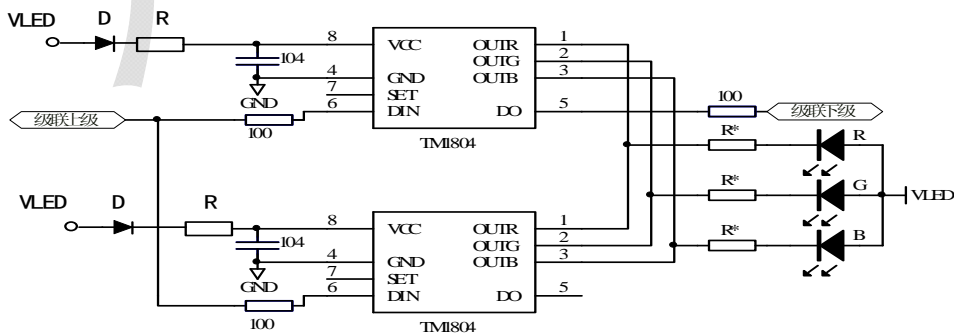 VLED D R
8 VCC OUTR 1
OUTG 2
104
4 GND OUTB 3
7 SET
GND
6 DIN DO 5
级联上级 100 100 级联下级
TM1804
R* R
R* G
VLED
R* B
VLED D R
8 VCC OUTR 1
OUTG 2
104
4 GND OUTB 3
7 SET
GND
6 DIN DO 5
100
TM1804